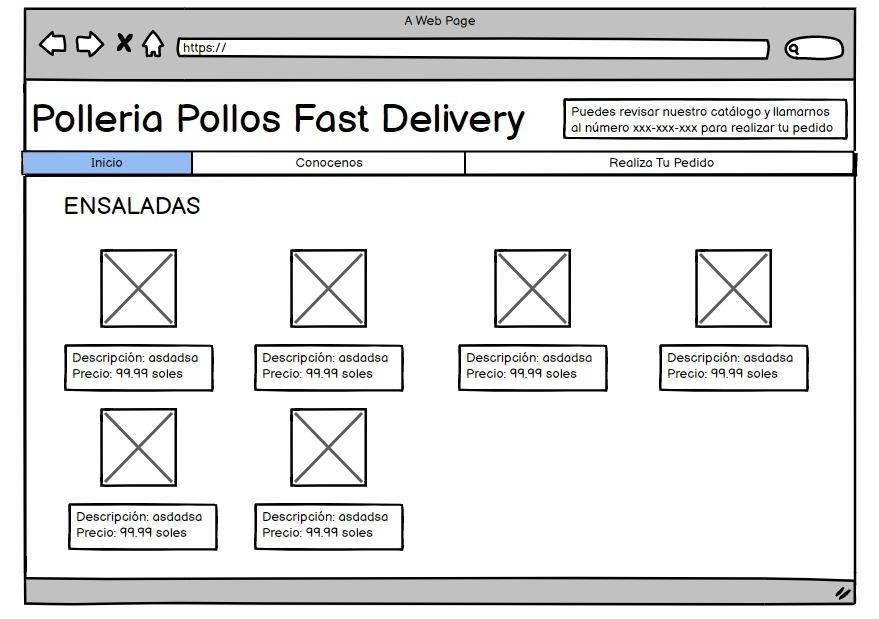 A Web Page
https://
Polleria Pollos Fast Delivery
Puedes revisar nuestro catálogo y llamarnos
al número xxx-xxx-xxx para realizar tu pedido
Inicio
Conocenos
Realiza Tu Pedido
ENSALADAS
Descripción: asdadsa
Precio: 99.99 soles
Descripción: asdadsa
Precio: 99.99 soles
Descripción: asdadsa
Precio: 99.99 soles
Descripción: asdadsa
Precio: 99.99 soles
Descripción: asdadsa
Precio: 99.99 soles
Descripción: asdadsa
Precio: 99.99 soles